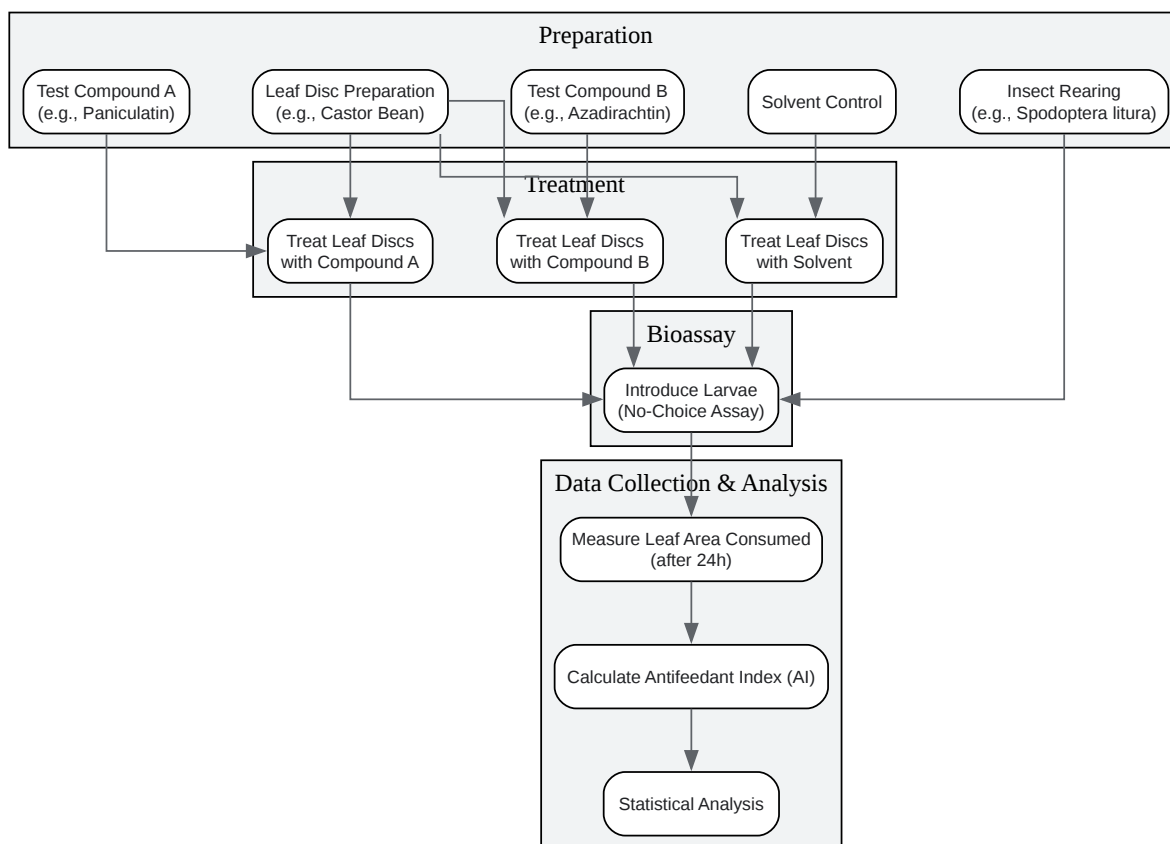 Preparation
Test Compound A
(e.g., Paniculatin)
Leaf Disc Preparation
(e.g., Castor Bean)
Test Compound B
(e.g., Azadirachtin)
Solvent Control
Insect Rearing
(e.g., Spodoptera litura)
Treatment
Treat Leaf Discs
with Compound A
Treat Leaf Discs
with Compound B
Treat Leaf Discs
with Solvent
Bioassay
Introduce Larvae
(No-Choice Assay)
Data Collection & Analysis
Measure Leaf Area Consumed
(after 24h)
Calculate Antifeedant Index (AI)
Statistical Analysis